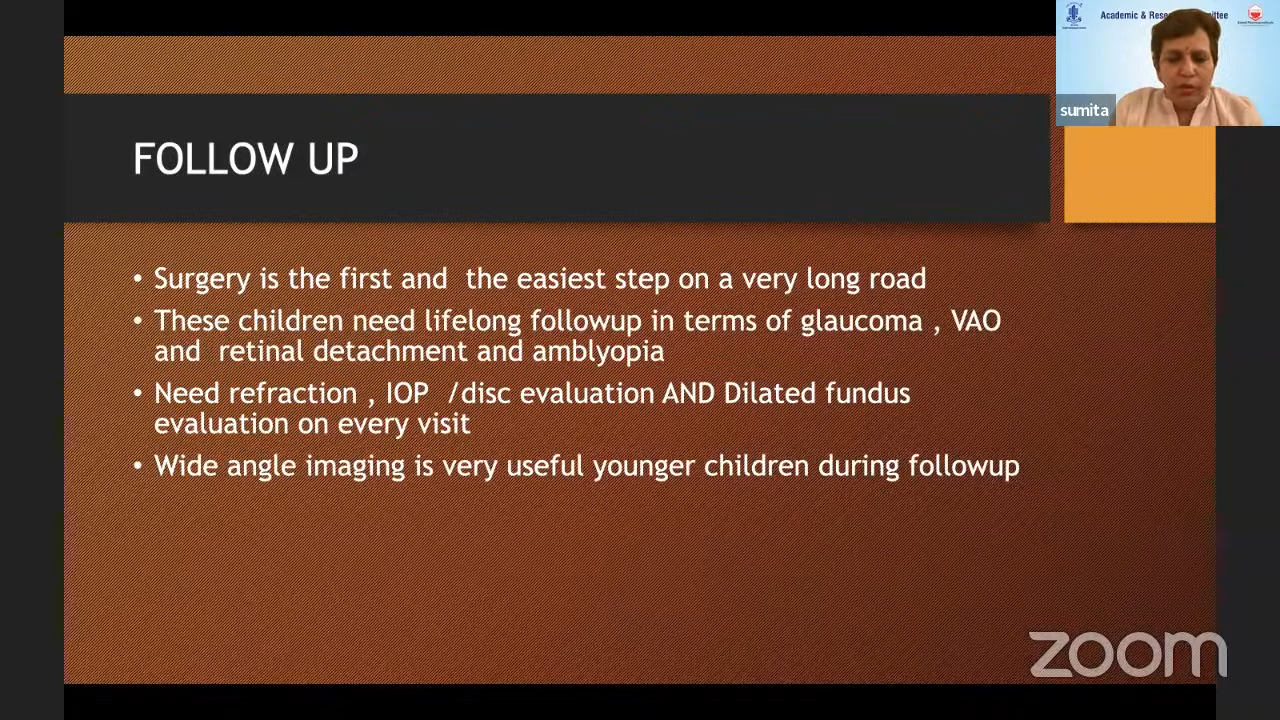 Academic & Rese
ttee
sumita
FOLLOW UP
• Surgery is the first and  the easiest step on a very long road
• These children need lifelong followup in terms of glaucoma , VAO
and  retinal detachment and amblyopia
• Need refraction , IOP  /disc evaluation AND Dilated fundus
evaluation on every visit
• Wide angle imaging is very useful younger children during followup
zoom